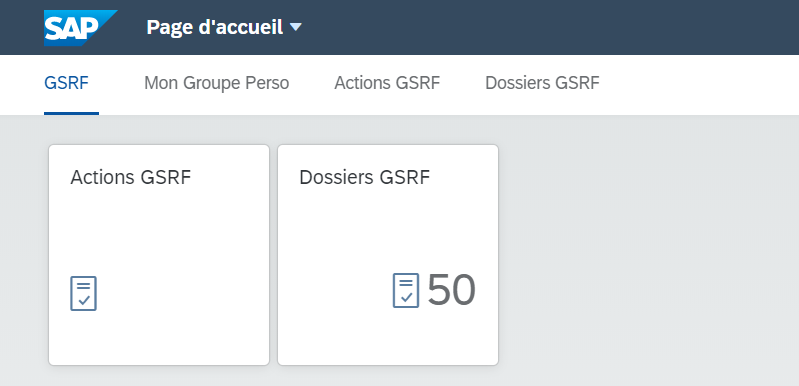 SAP Page d'accueil
GSRF Mon Groupe Perso Actions GSRF Dossiers GSRF
Actions GSRF Dossiers GSRF
50